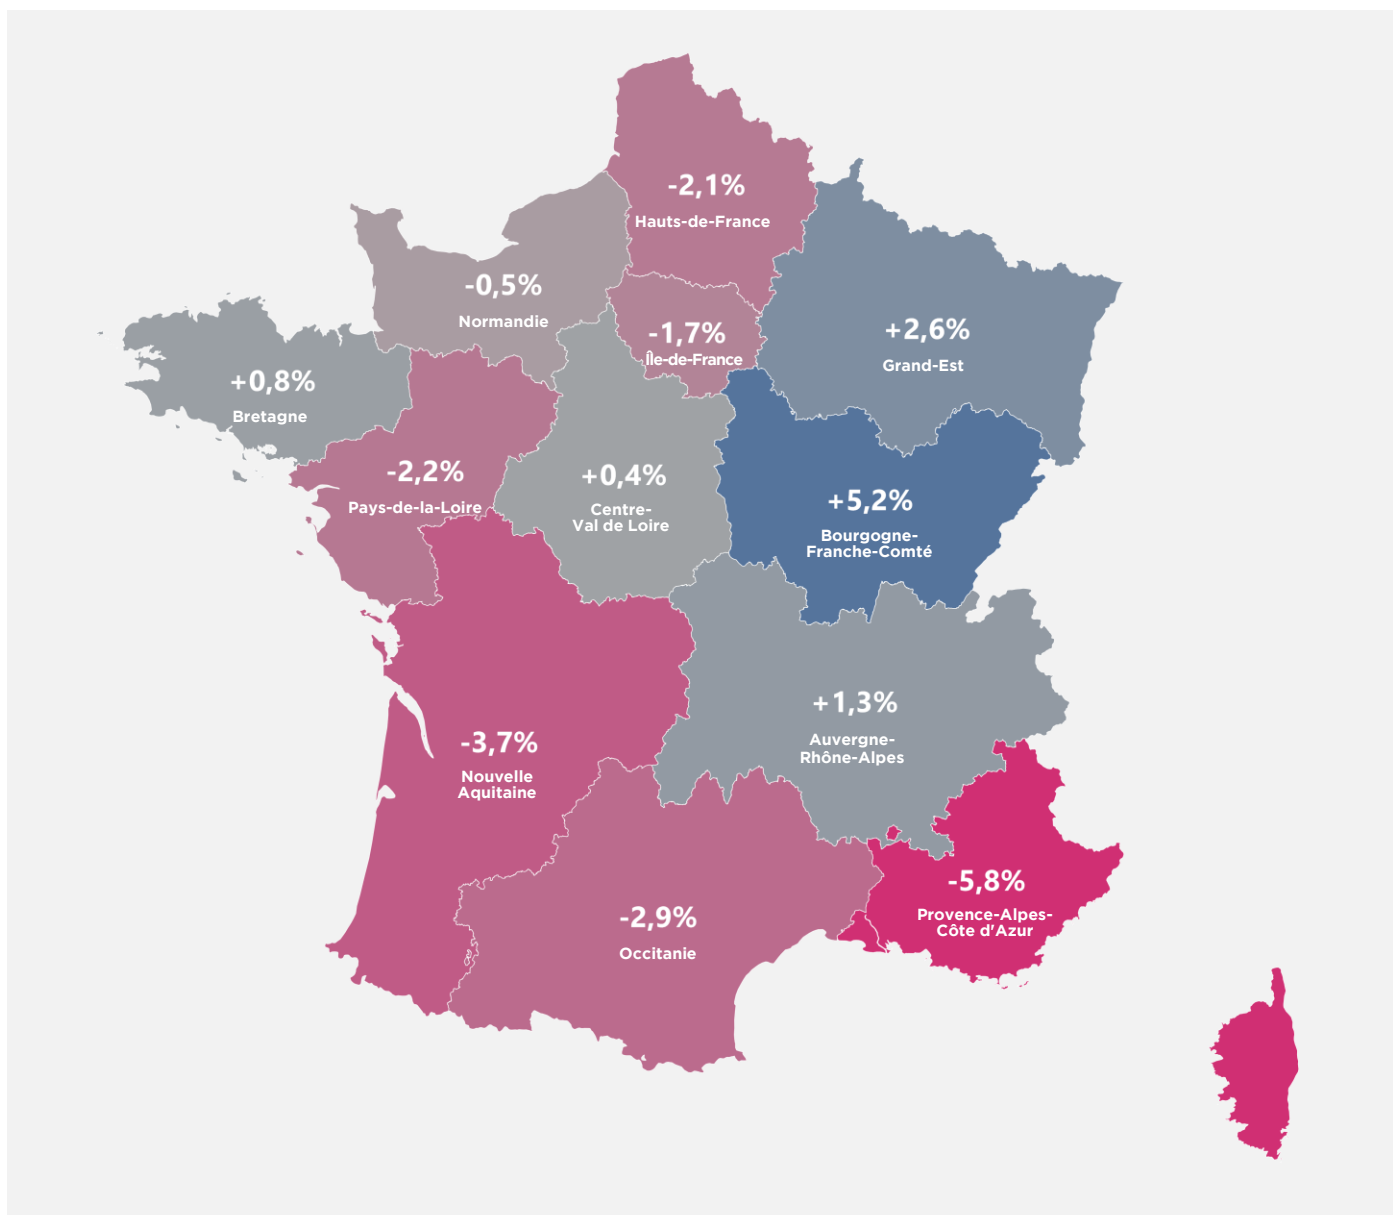 -2,1%
Hauts-de-France
-0,5%
Normandie
-1,7%
Île-de-France
+2,6%
Grand-Est
+0,8%
Bretagne
-2,2%
Pays-de-la-Loire
+0,4%
Centre-
Val de Loire
+5,2%
Bourgogne-
Franche-Comté
+1,3%
Auvergne-
Rhône-Alpes
-3,7%
Nouvelle
Aquitaine
-5,8%
Provence-Alpes-
Côte d'Azur
-2,9%
Occitanie